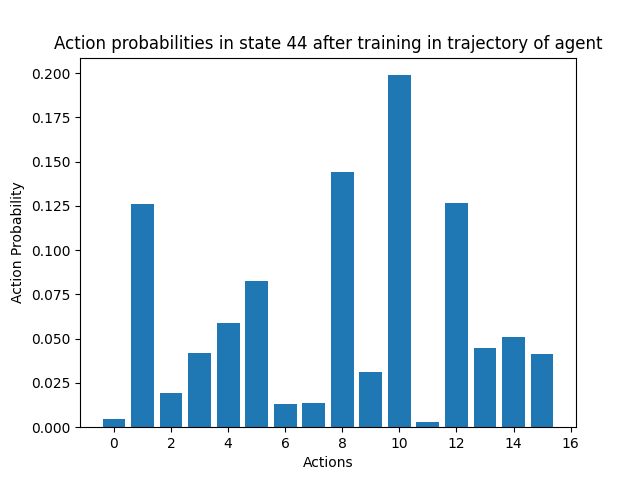 Action probabilities in state 44 after training in trajectory of agent
0.200
0.175
0.150
0.125
0.100
0.075
0.050
0.025
0.000
Action Probability
0 2 4 6 8 10 12 14 16
Actions